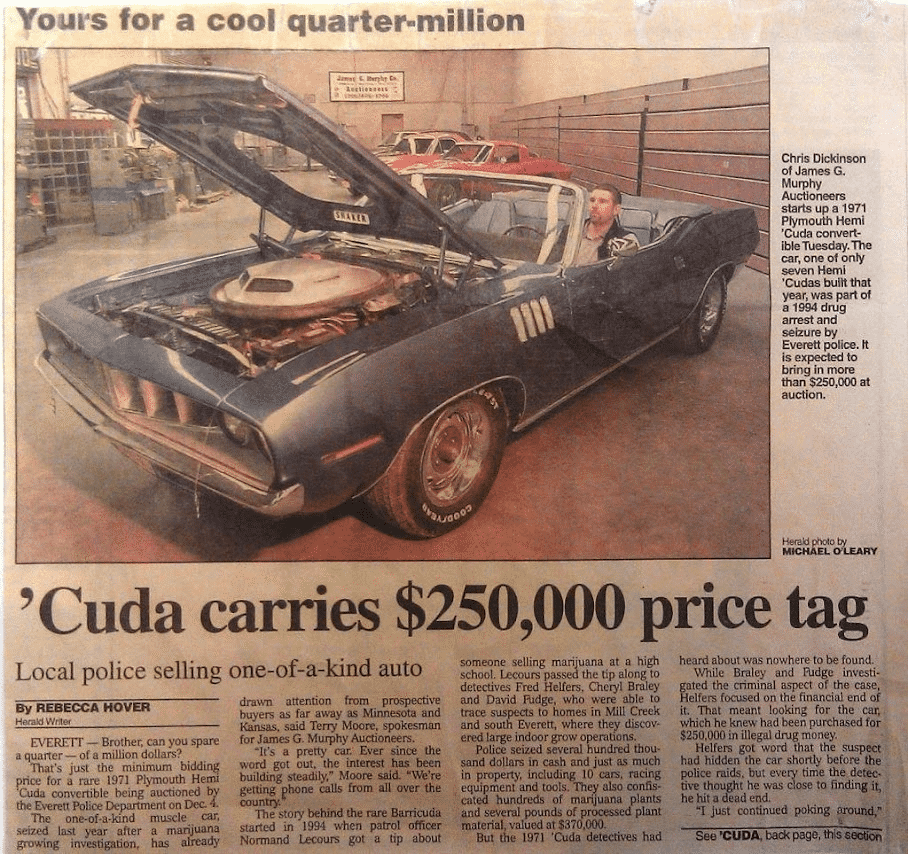 Yours for a cool quarter-million
James G. Murphy Co.
Auctioneers
SHAKER
GOODYEAR
Chris Dickinson
of James G.
Murphy
Auctioneers
starts up a 1971
Plymouth Hemi
'Cuda convert-
ible Tuesday. The
car, one of only
seven Hemi
'Cudas built that
year, was part of
a 1994 drug
arrest and
seizure by
Everett police. It
is expected to
bring in more
than $250,000 at
auction.
Herald photo by
MICHAEL O'LEARY
'Cuda carries $250,000 price tag
Local police selling one-of-a-kind auto
By REBECCA HOVER
Herald Writer
EVERETT — Brother, can you spare
a quarter — of a million dollars?
That's just the minimum bidding
price for a rare 1971 Plymouth Hemi
'Cuda convertible being auctioned by
the Everett Police Department on Dec. 4.
The one-of-a-kind muscle car,
seized last year after a marijuana
growing investigation, has already
drawn attention from prospective
buyers as far away as Minnesota and
Kansas, said Terry Moore, spokesman
for James G. Murphy Auctioneers.
"It's a pretty car. Ever since the
word got out, the interest has been
building steadily," Moore said. "We're
getting phone calls from all over the
country."
The story behind the rare Barricuda
started in 1994 when patrol officer
Normand Lecours got a tip about
someone selling marijuana at a high
school. Lecours passed the tip along to
detectives Fred Helfers, Cheryl Braley
and David Fudge, who were able to
trace suspects to homes in Mill Creek
and south Everett, where they discov-
ered large indoor grow operations.
Police seized several hundred thou-
sand dollars in cash and just as much
in property, including 10 cars, racing
equipment and tools. They also confis-
cated hundreds of marijuana plants
and several pounds of processed plant
material, valued at $370,000.
But the 1971 'Cuda detectives had
heard about was nowhere to be found.
While Braley and Fudge investi-
gated the criminal aspect of the case,
Helfers focused on the financial end of
it. That meant looking for the car,
which he knew had been purchased for
$250,000 in illegal drug money.
Helfers got word that the suspect
had hidden the car shortly before the
police raids, but every time the detec-
tive thought he was close to finding it,
he hit a dead end.
"I just continued poking around,"
See 'CUDA, back page, this section